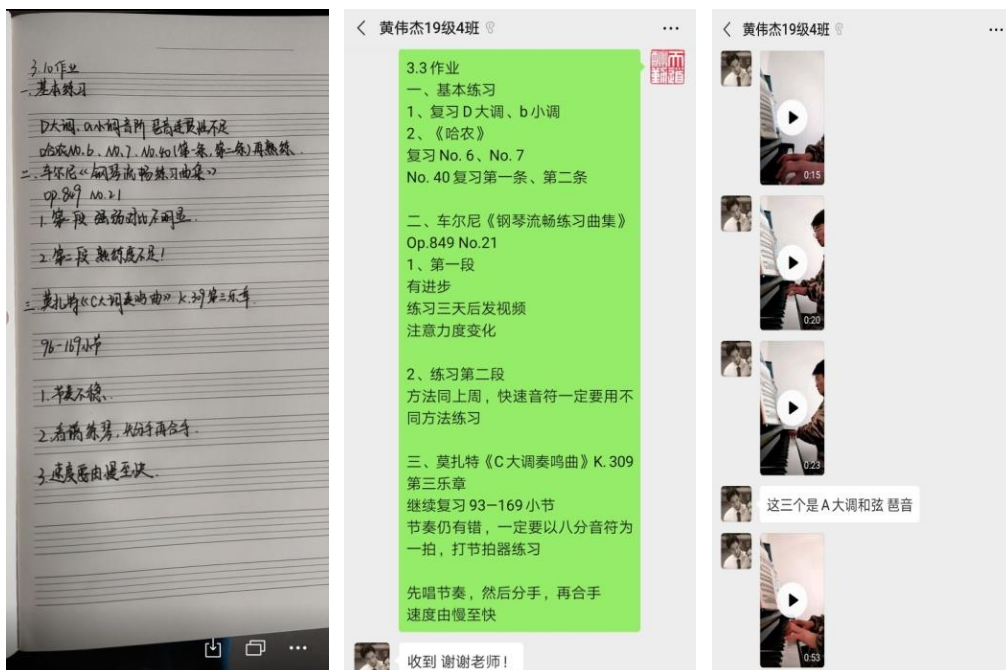 3.10作业
一、基本练习
D大调、a小调音阶 琶音连贯性不足
哈农No.6、No.7、No.40(第一条、第二条)再熟练.
二、车尔尼《钢琴流畅练习曲集》
op.849 No.21
1.第一段 强弱对比不明显.
2.第二段 熟练度不足!
三、莫扎特《C大调奏鸣曲》K.309第三乐章.
96-169小节
1.节奏不稳.
2.看谱练琴,先分手再合手.
3.速度要由慢至快.
黄伟杰19级4班
3.3作业
一、基本练习
1、复习D大调、b小调
2、《哈农》
复习 No. 6、No. 7
No. 40 复习第一条、第二条
二、车尔尼《钢琴流畅练习曲集》
Op.849 No.21
1、第一段
有进步
练习三天后发视频
注意力度变化
2、练习第二段
方法同上周，快速音符一定要用不
同方法练习
三、莫扎特《C大调奏鸣曲》K. 309
第三乐章
继续复习 93—169 小节
节奏仍有错，一定要以八分音符为
一拍，打节拍器练习
先唱节奏，然后分手，再合手
速度由慢至快
收到 谢谢老师！
黄伟杰19级4班
0:15
0:20
0:23
这三个是A大调和弦 琶音
0:53